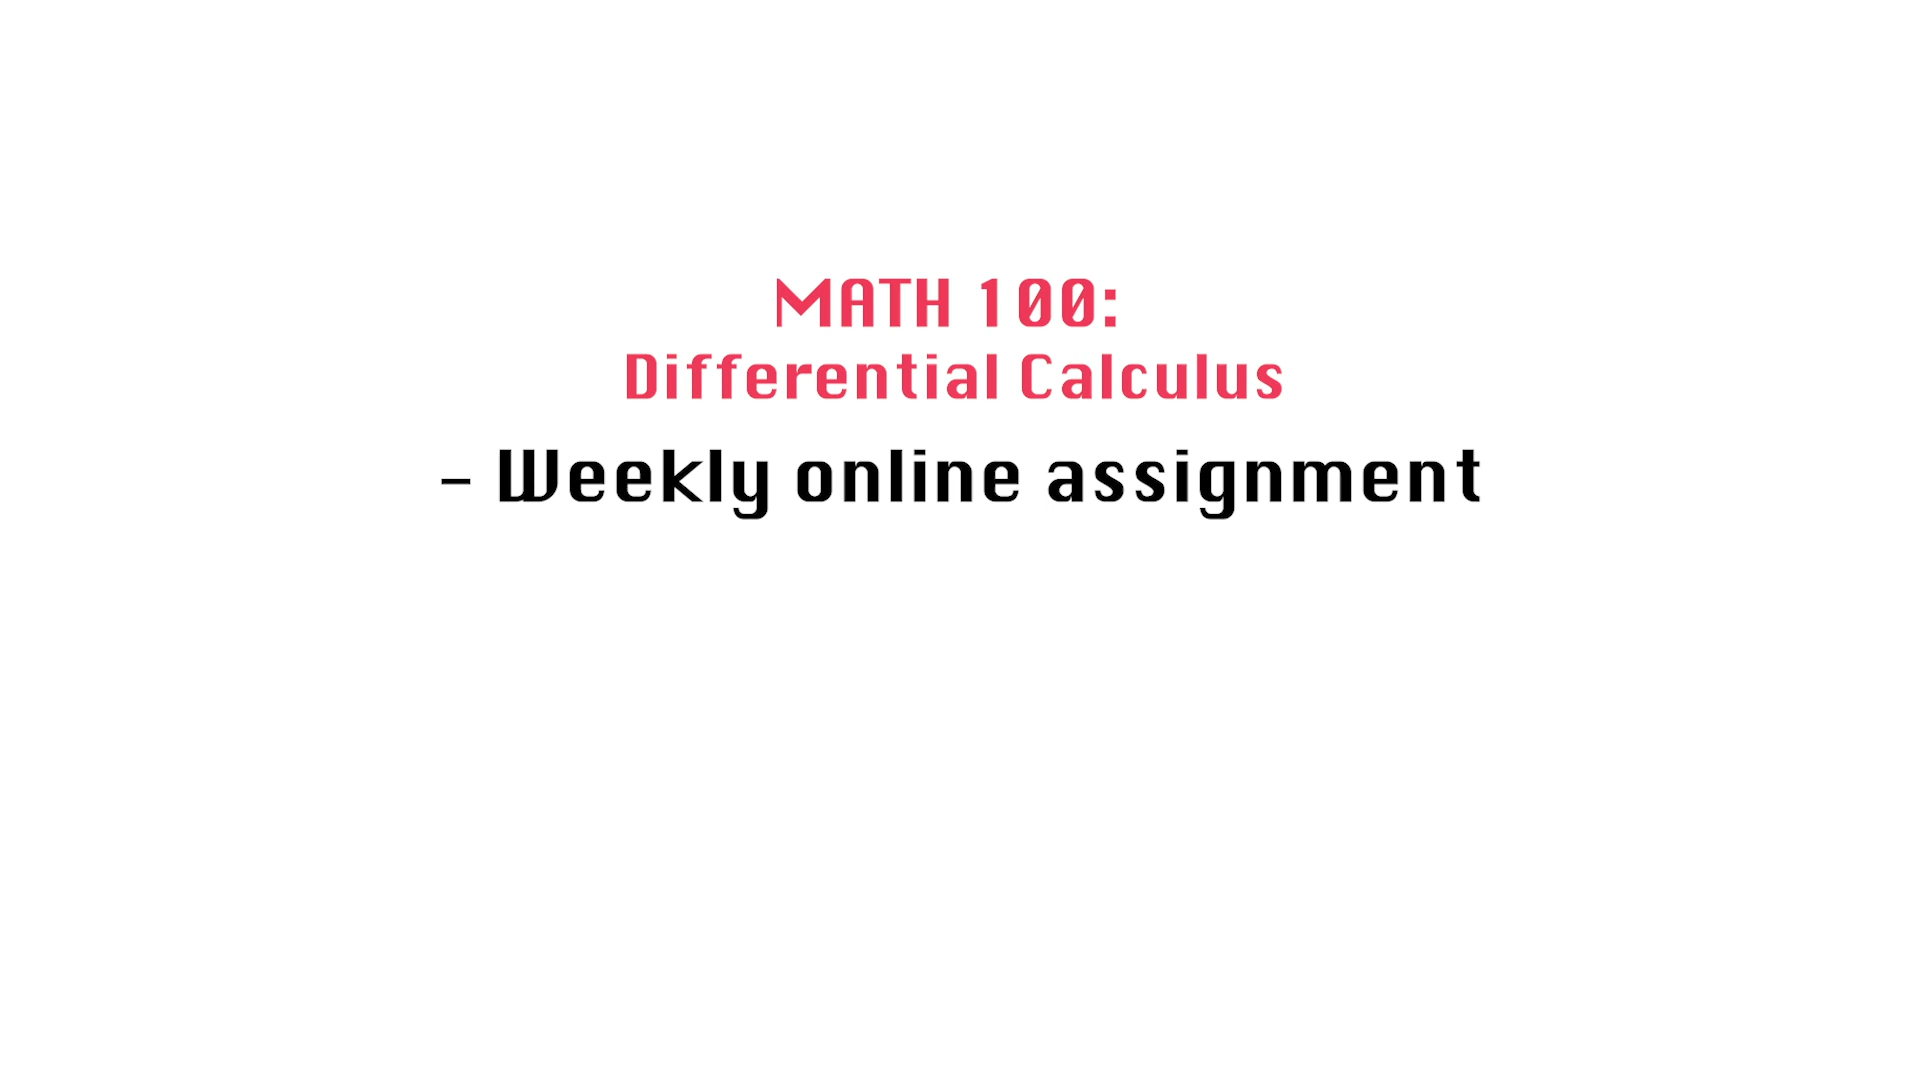 MATH 100:
Differential Calculus
- Weekly online assignment